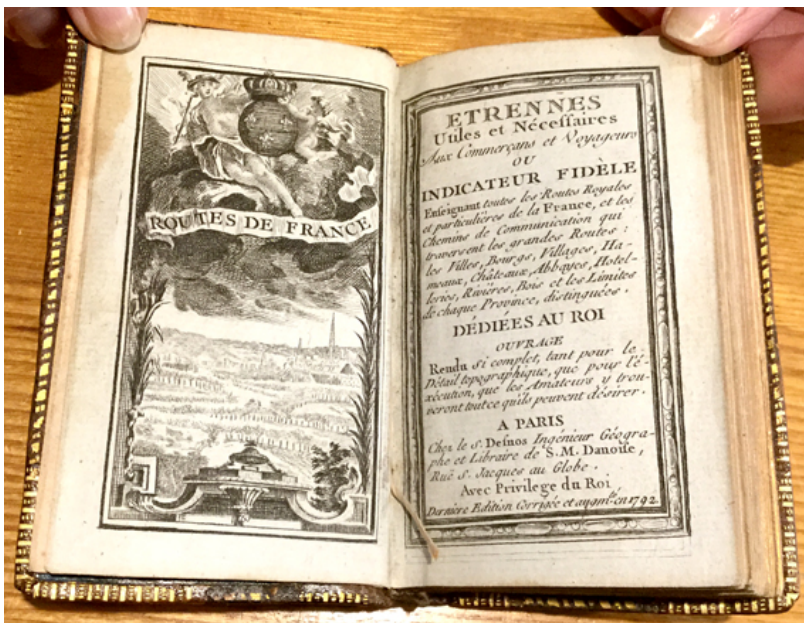 ROUTES DE FRANCE
ETRENNES
Utiles et Nécessaires
Aux Commerçans et Voyageurs
OU
INDICATEUR FIDÈLE
Enseignant toutes les Routes Royales
et particulières de la France, et les
Chemins de Communication qui
traversent les grandes Routes :
les Villes, Bourgs, Villages, Ha-
meaux, Châteaux, Abbayes, Hotel-
leries, Rivières, Bois et les Limites
de chaque Province, distinguées.
DÉDIÉES AU ROI
OUVRAGE
Rendu si complet, tant pour le
Détail topographique, que pour l'é-
xécution, que les Amateurs y trou-
veront tout ce qu'ils peuvent désirer.
A PARIS
Chez le S. Desnos Ingénieur Géogra-
phe et Libraire de S. M. Danoise,
Ruë S. Jacques au Globe.
Avec Privilege du Roi
Dernière Edition Corrigée et augmtée en 1792